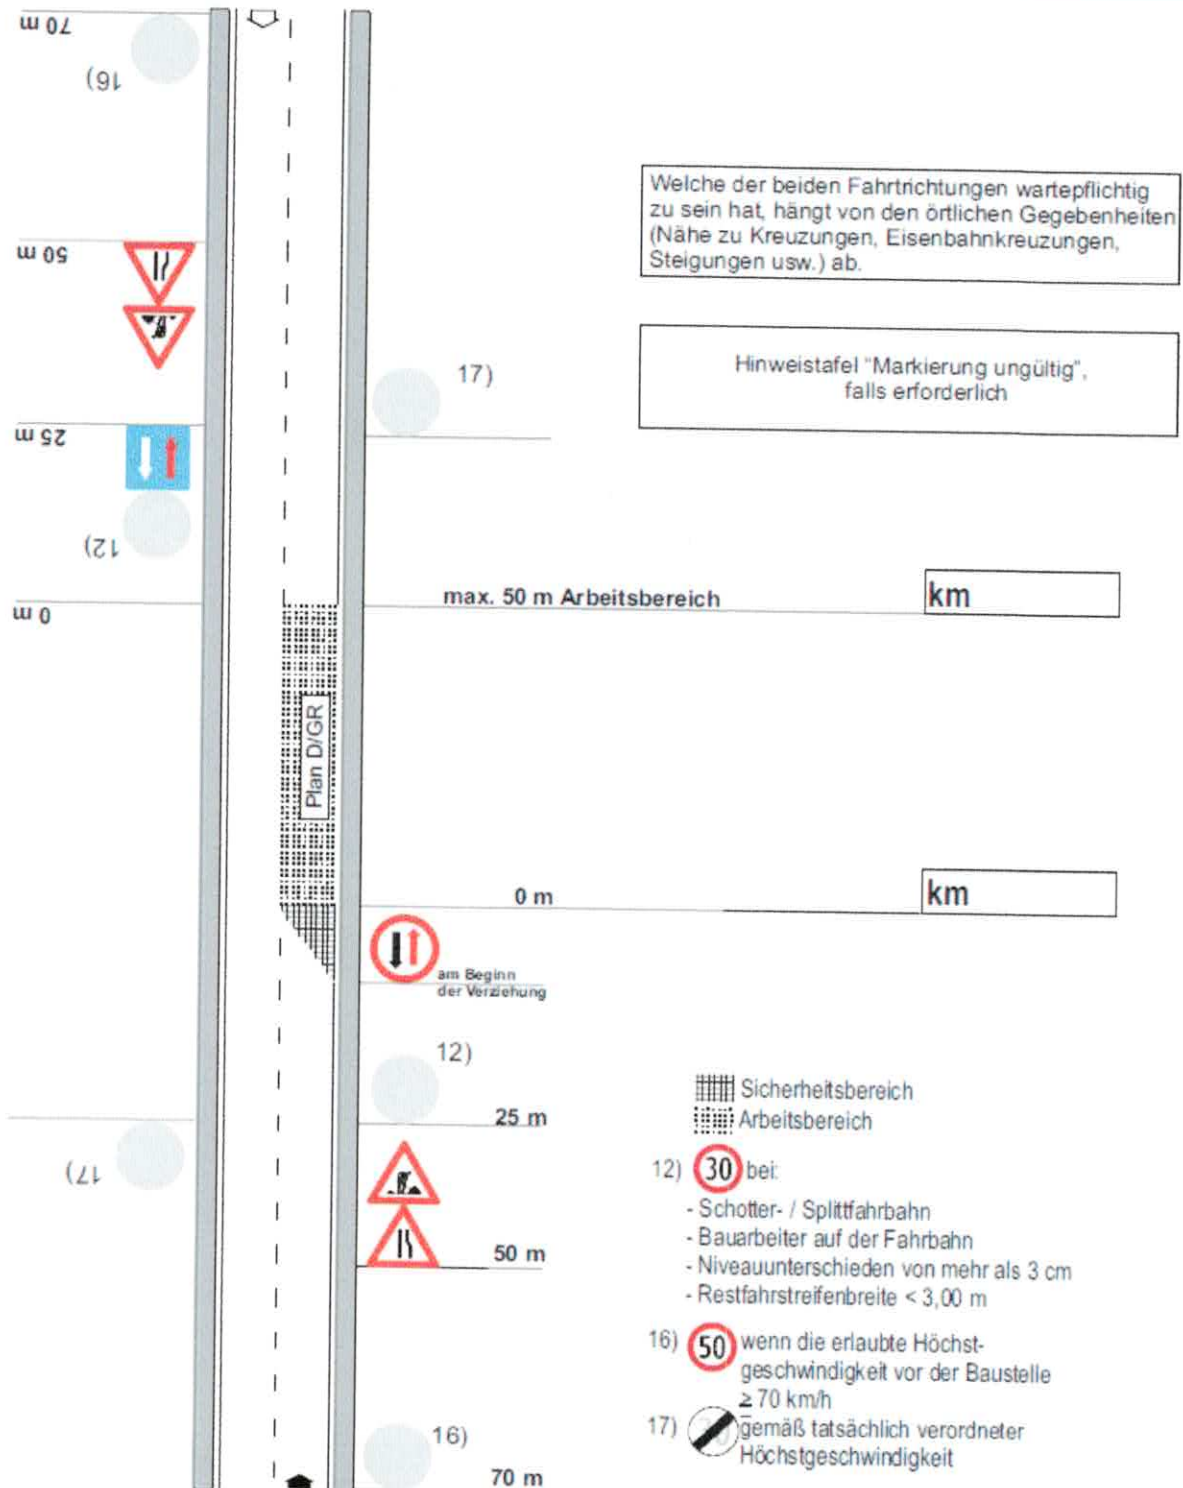 70 m
16)
50 m
25 m
12)
0 m
17)
Welche der beiden Fahrtrichtungen wartepflichtig
zu sein hat, hängt von den örtlichen Gegebenheiten
(Nähe zu Kreuzungen, Eisenbahnkreuzungen,
Steigungen usw.) ab.
Hinweistafel "Markierung ungültig",
falls erforderlich
17)
max. 50 m Arbeitsbereich
km
Plan D/GR
0 m
km
am Beginn
der Verziehung
12)
25 m
50 m
16)
70 m
Sicherheitsbereich
Arbeitsbereich
12) 30 bei:
- Schotter- / Splittfahrbahn
- Bauarbeiter auf der Fahrbahn
- Niveauunterschieden von mehr als 3 cm
- Restfahrstreifenbreite < 3,00 m
16) 50 wenn die erlaubte Höchst-
geschwindigkeit vor der Baustelle
≥ 70 km/h
17) gemäß tatsächlich verordneter
Höchstgeschwindigkeit